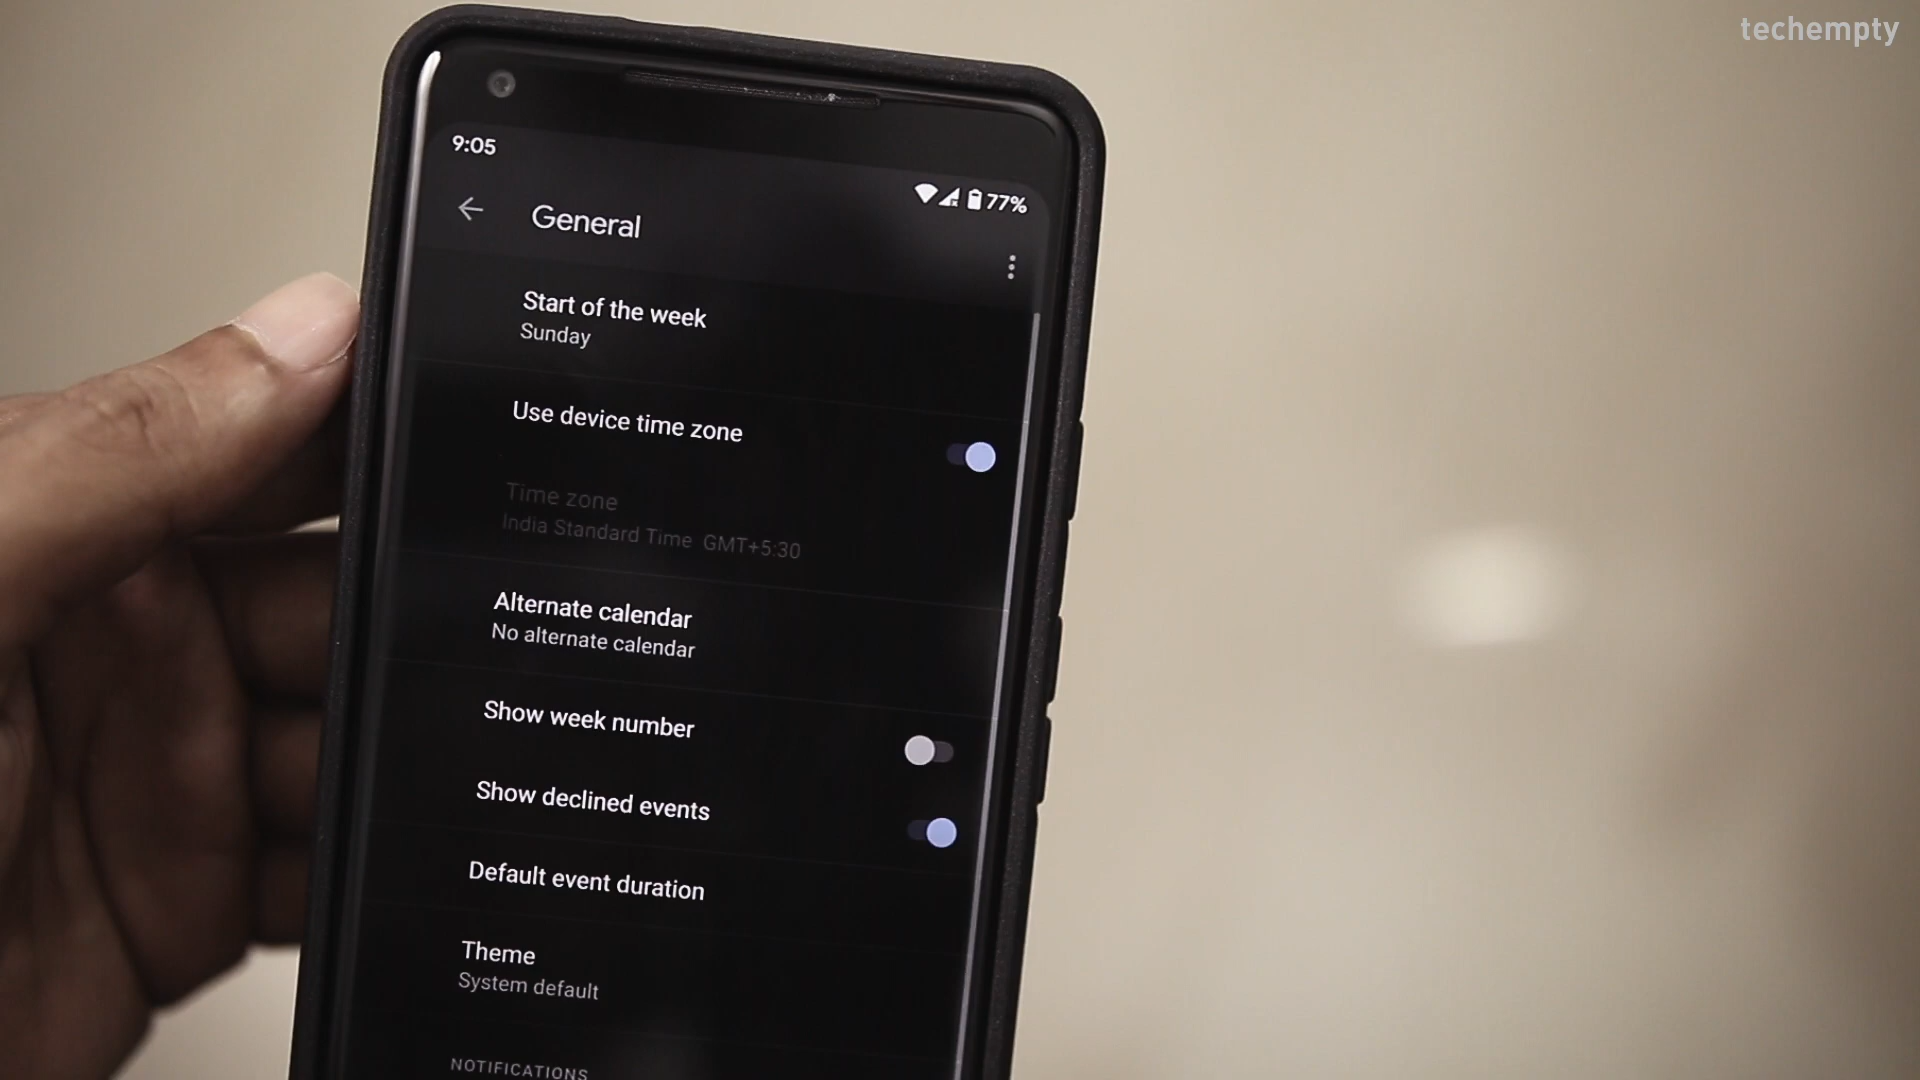 techempty
9:05
77%
General
Start of the week
Sunday
Use device time zone
Time zone
India Standard Time GMT+5:30
Alternate calendar
No alternate calendar
Show week number
Show declined events
Default event duration
Theme
System default
NOTIFICATIONS